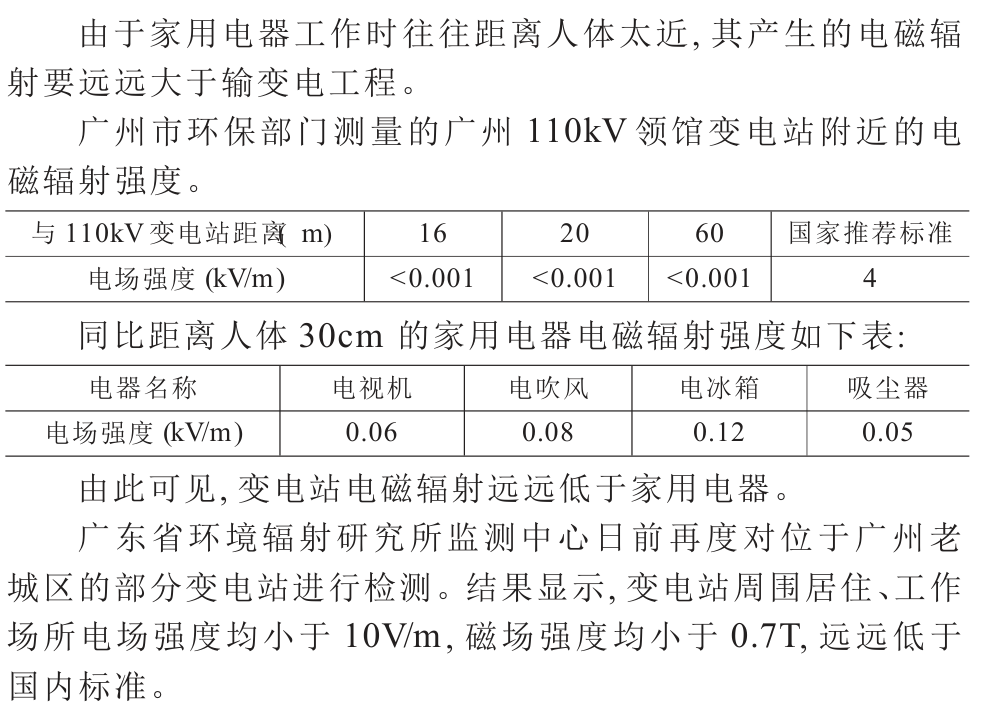 由于家用电器工作时往往距离人体太近,其产生的电磁辐
射要远远大于输变电工程。
广州市环保部门测量的广州 110kV 领馆变电站附近的电
磁辐射强度。
与 110kV 变电站距离( m) 16 20 60 国家推荐标准
电场强度 (kV/m) <0.001 <0.001 <0.001 4
同比距离人体 30cm 的家用电器电磁辐射强度如下表:
电器名称 电视机 电吹风 电冰箱 吸尘器
电场强度 (kV/m) 0.06 0.08 0.12 0.05
由此可见,变电站电磁辐射远远低于家用电器。
广东省环境辐射研究所监测中心日前再度对位于广州老
城区的部分变电站进行检测。结果显示,变电站周围居住、工作
场所电场强度均小于 10V/m,磁场强度均小于 0.7T,远远低于
国内标准。